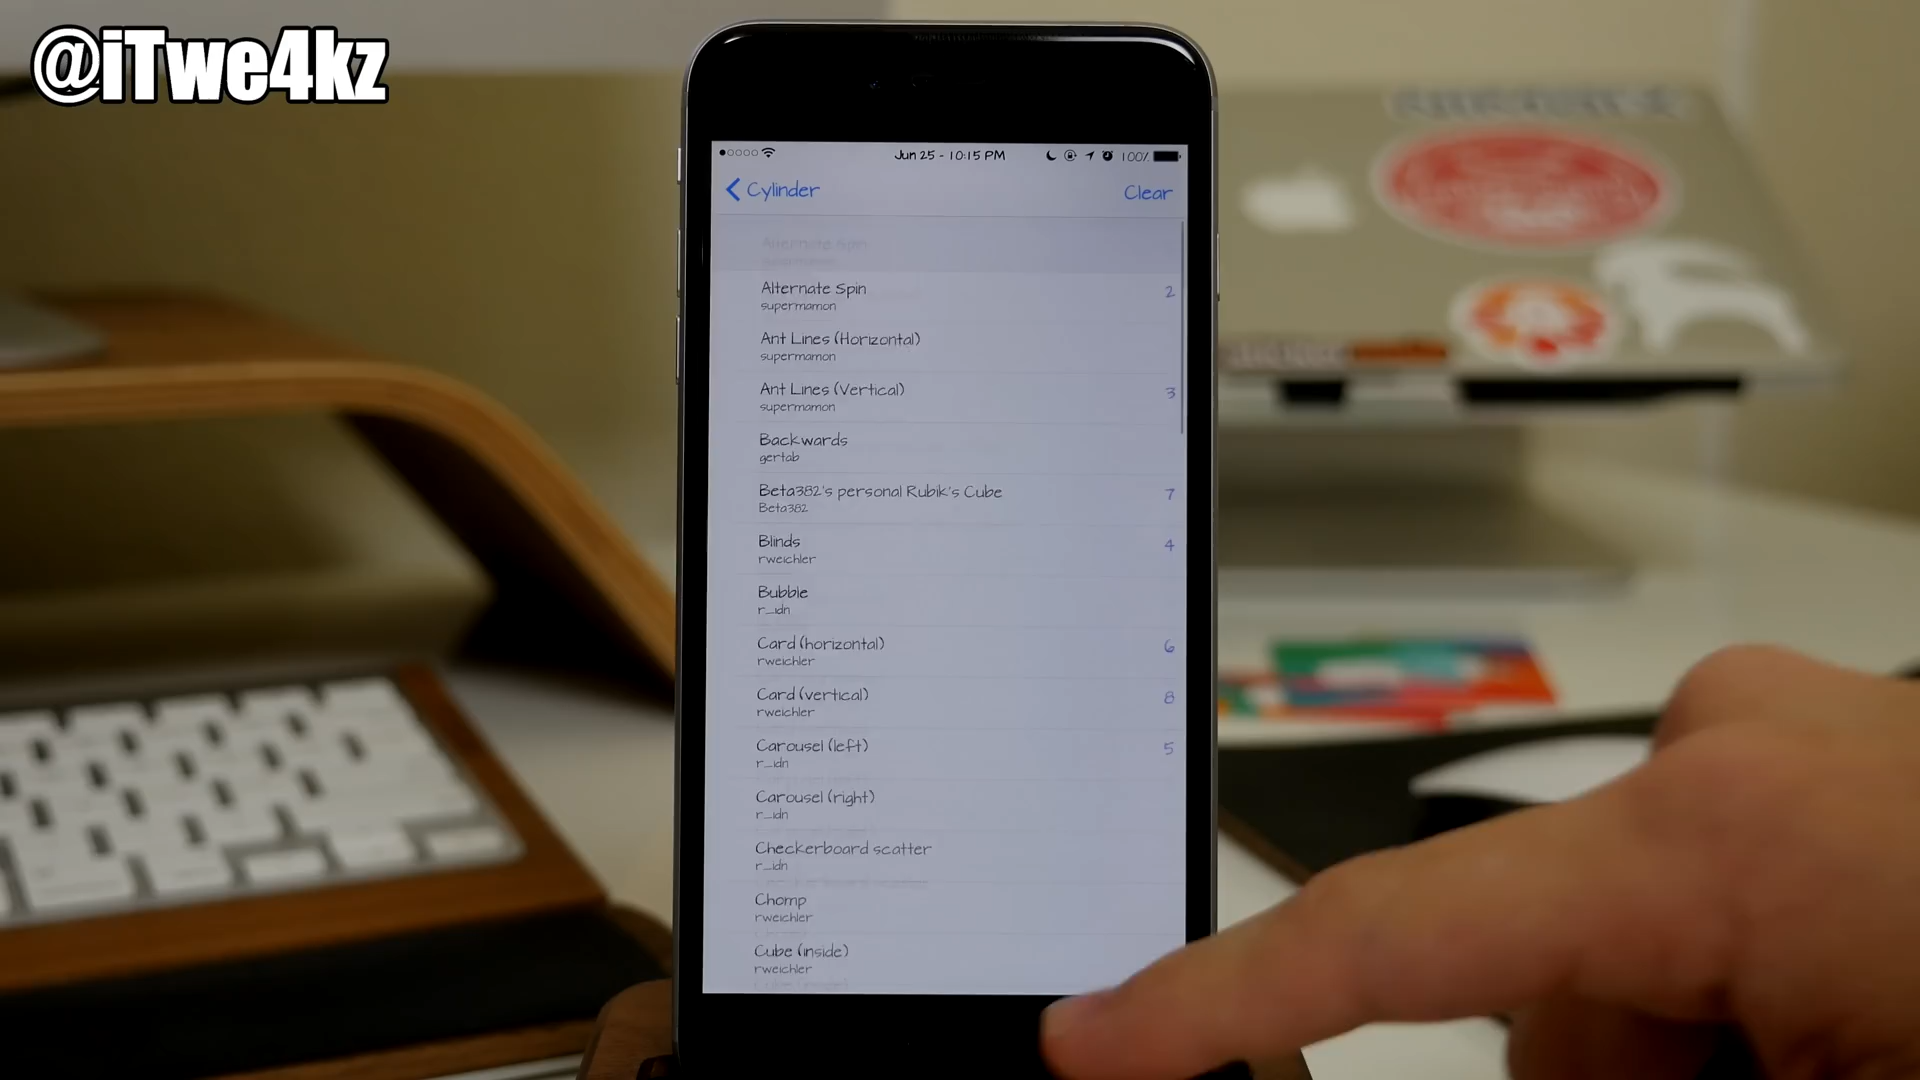 @iTwe4kz
Jun 25 - 10:15 PM
100%
Cylinder
Clear
Alternate Spin
supermamon
Alternate Spin
2
supermamon
Ant Lines (Horizontal)
supermamon
Ant Lines (Vertical)
3
supermamon
Backwards
gertab
Beta382's personal Rubik's Cube
7
Beta382
Blinds
4
rweichler
Bubble
r_idn
Card (horizontal)
6
rweichler
Card (vertical)
8
rweichler
Carousel (left)
5
r_idn
Carousel (right)
r_idn
Checkerboard scatter
r_idn
Chomp
rweichler
Cube (inside)
rweichler